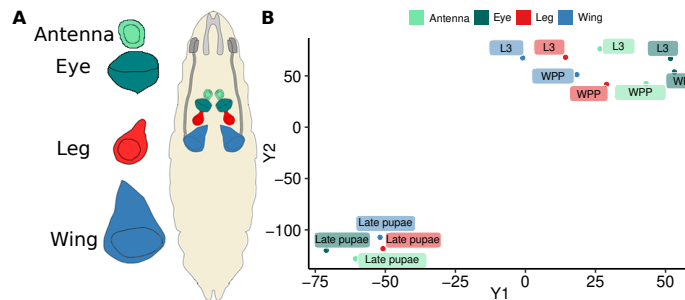 A
Antenna
Eye
Leg
Wing
B
Antenna Eye Leg Wing
L3 L3 L3 L3
WPP
WPP WPP
50
0
−50
−100
Y2
Late pupae
Late pupae Late pupae
Late pupae
−75 −50 −25 0 25 50
Y1